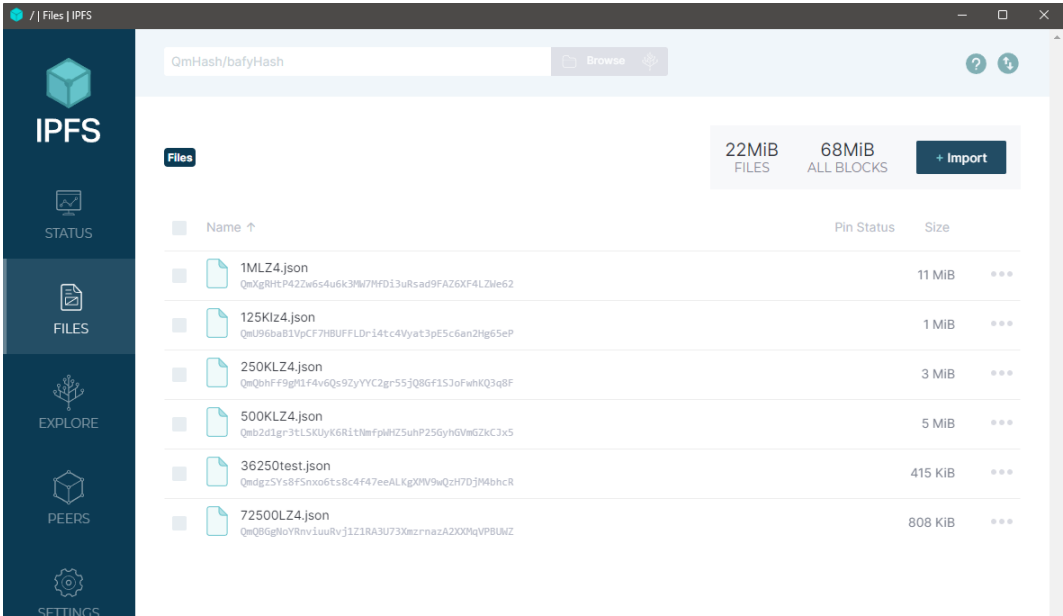 / | Files | IPFS
QmHash/bafyHash
Browse
IPFS
Files
22MiB
FILES
68MiB
ALL BLOCKS
+ Import
STATUS
FILES
EXPLORE
PEERS
SETTINGS
Name ↑ Pin Status Size
1MLZ4.json
QmXgRHtP42Zw6s4u6k3MW7MfDi3uRsad9FAZ6XF4LZWe62
11 MiB
125Klz4.json
QmU96baB1VpCF7HBUFFLDri4tc4Vyat3pE5c6an2Hg65eP
1 MiB
250KLZ4.json
QmQbhFf9gM1f4v6Qs9ZyYYC2gr55jQ8Gf1SJoFwhKQ3q8F
3 MiB
500KLZ4.json
Qmb2d1gr3tLSKUyK6RitNmfpWHZ5uhP25GyhGVmGZkCJx5
5 MiB
36250test.json
QmdgzSYs8fSnxo6ts8c4f47eeALKgXMV9wQzH7DjM4bhcR
415 KiB
72500LZ4.json
QmQBGgNoYRnviuuRvj1Z1RA3U73XmzrnazA2XXMqVPBUWZ
808 KiB